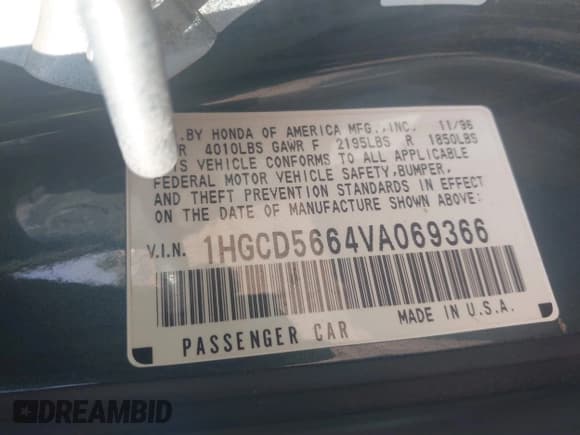 . BY HONDA OF AMERICA MFG.,INC. 11/96
R 4010LBS GAWR F 2195LBS R 1850LBS
IS VEHICLE CONFORMS TO ALL APPLICABLE
FEDERAL MOTOR VEHICLE SAFETY,BUMPER,
AND THEFT PREVENTION STANDARDS IN EFFECT
ON THE DATE OF MANUFACTURE SHOWN ABOVE:
V.I.N. 1HGCD5664VA069366
PASSENGER CAR MADE IN U.S.A.
DREAMBID